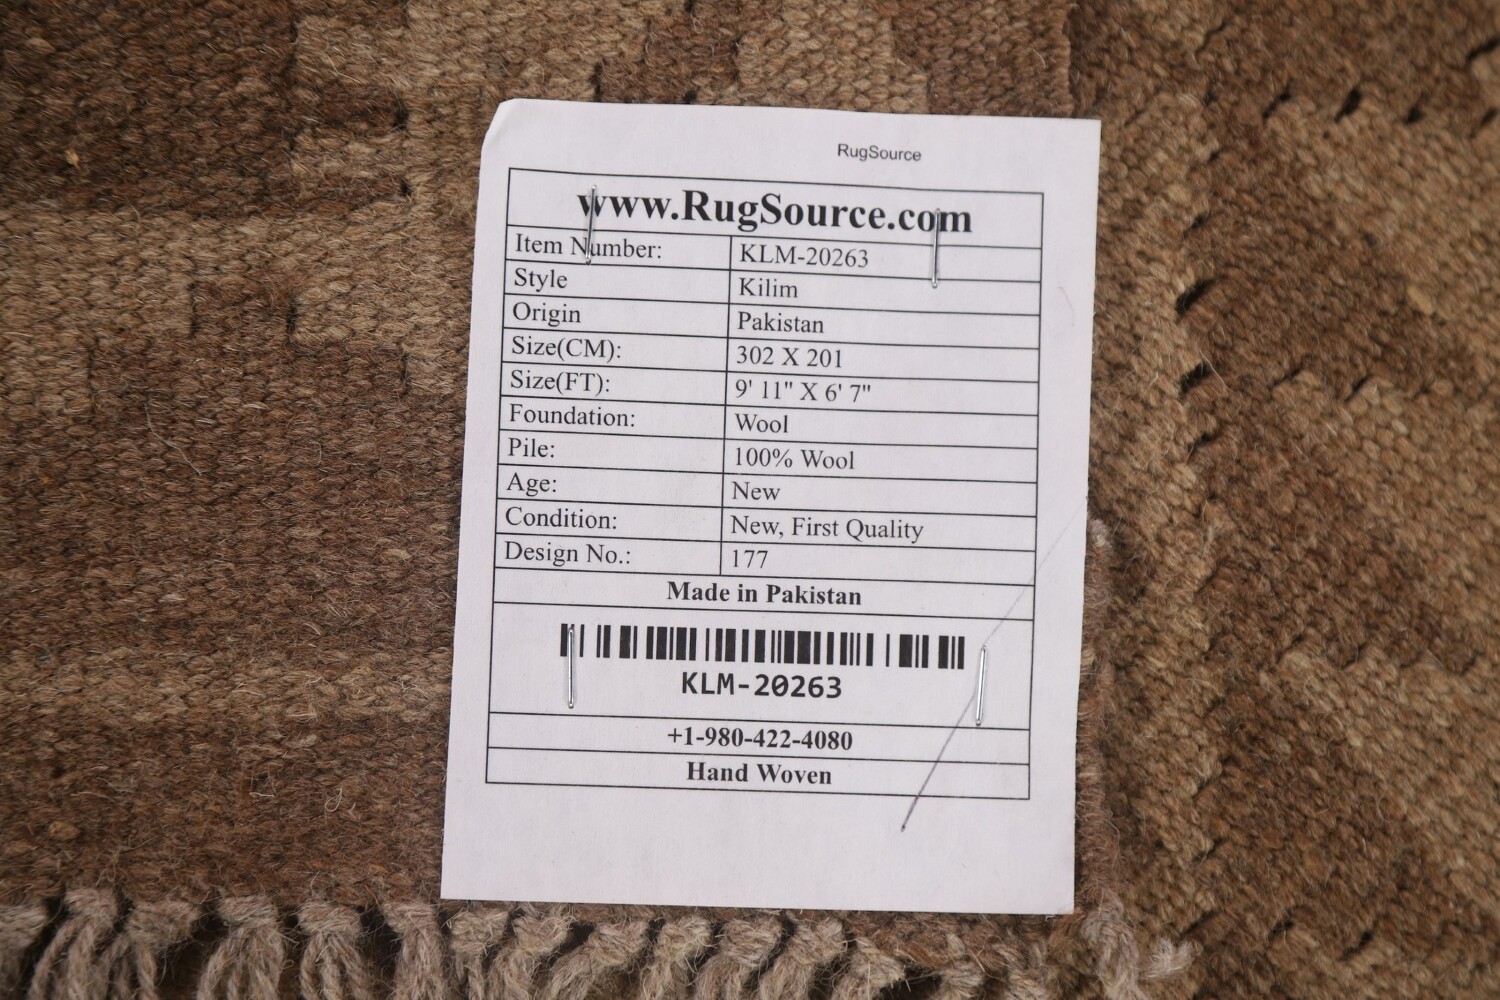 RugSource
www.RugSource.com
Item Number: KLM-20263
Style Kilim
Origin Pakistan
Size(CM): 302 X 201
Size(FT): 9' 11" X 6' 7"
Foundation: Wool
Pile: 100% Wool
Age: New
Condition: New, First Quality
Design No.: 177
Made in Pakistan
KLM-20263
+1-980-422-4080
Hand Woven